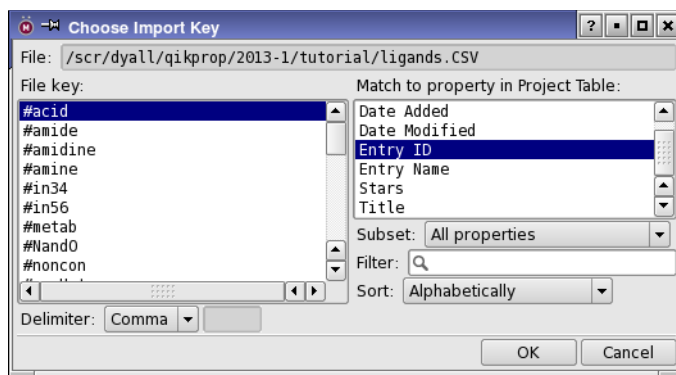 Choose Import Key
File: /scr/dyall/qikprop/2013-1/tutorial/ligands.CSV
File key:
#acid
#amide
#amidine
#amine
#in34
#in56
#metab
#NandO
#noncon
Delimiter: Comma
Match to property in Project Table:
Date Added
Date Modified
Entry ID
Entry Name
Stars
Title
Subset: All properties
Filter:
Sort: Alphabetically
OK
Cancel